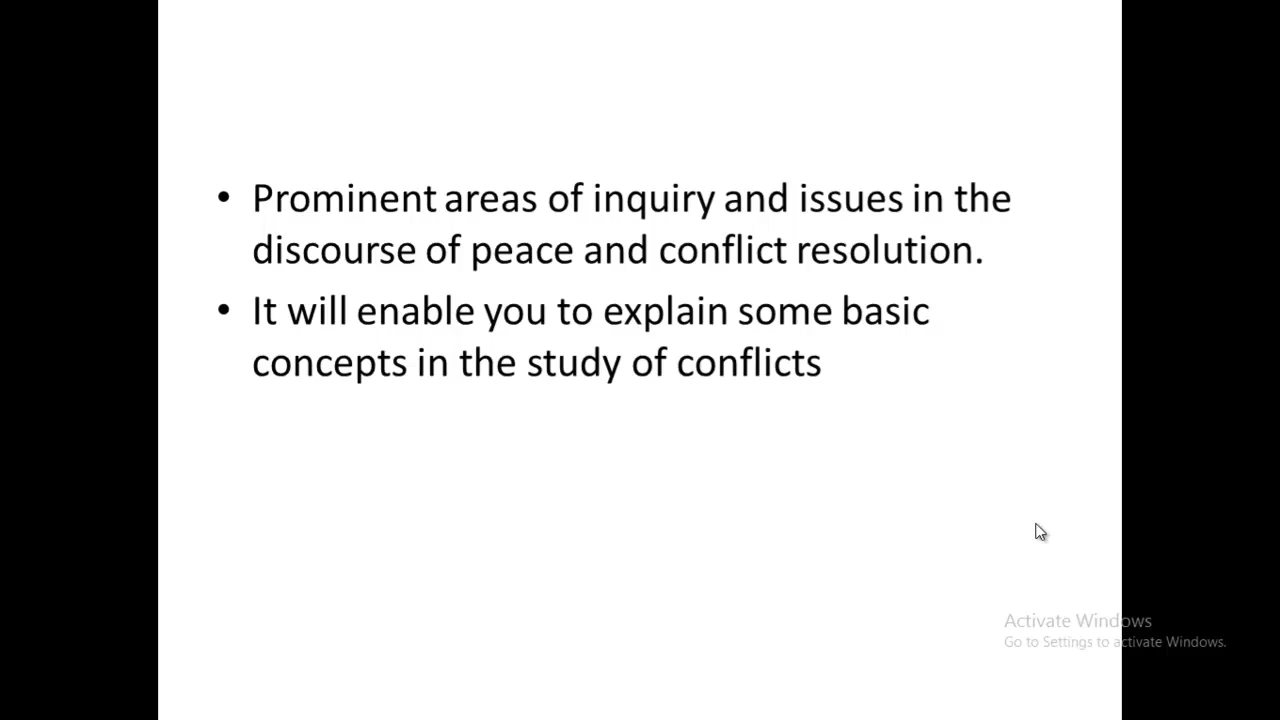 • Prominent areas of inquiry and issues in the
discourse of peace and conflict resolution.
• It will enable you to explain some basic
concepts in the study of conflicts
Activate Windows
Go to Settings to activate Windows.